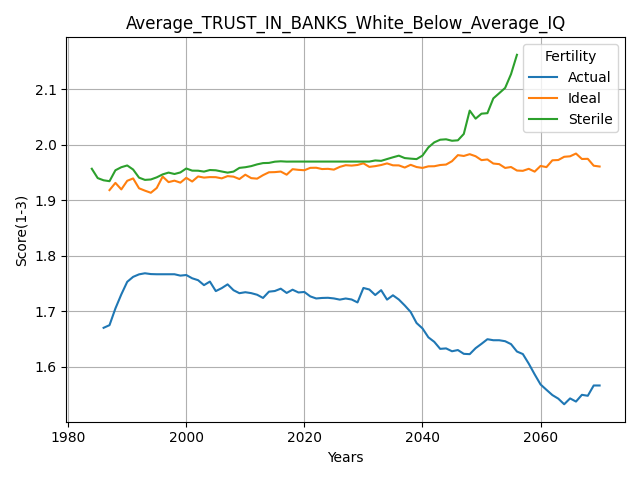 Average_TRUST_IN_BANKS_White_Below_Average_IQ
Fertility
Actual
Ideal
Sterile
Score(1-3)
2.1
2.0
1.9
1.8
1.7
1.6
1980
2000
2020
2040
2060
Years